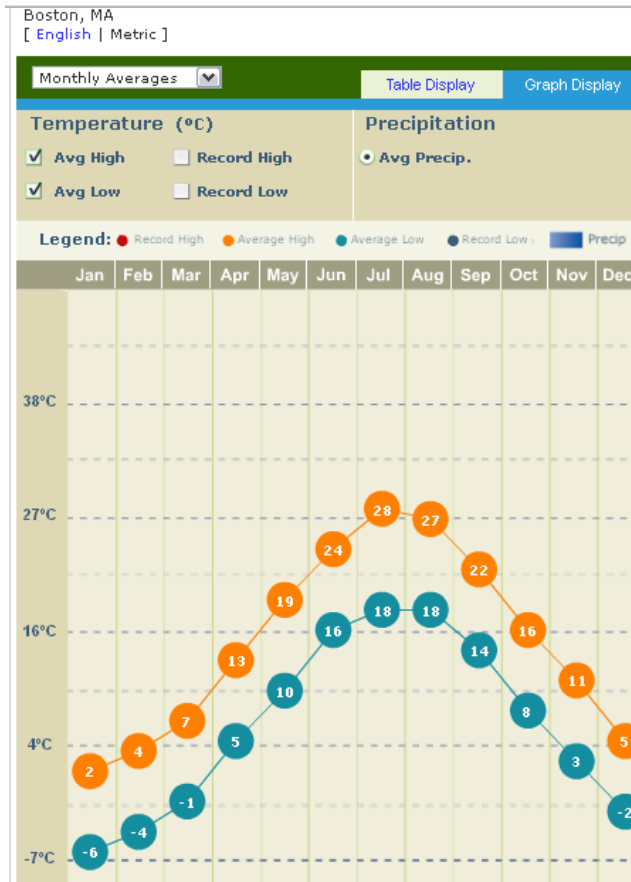 Boston, MA
[ English | Metric ]
Monthly Averages
Table Display
Graph Display
Temperature (ºC)
Precipitation
Avg High
Record High
Avg Precip.
Avg Low
Record Low
Legend: Record High Average High Average Low Record Low Precip
Jan Feb Mar Apr May Jun Jul Aug Sep Oct Nov Dec
38ºC
27ºC
16ºC
4ºC
-7ºC
2 4 7 13 19 24 28 27 22 16 11 5
-6 -4 -1 5 10 16 18 18 14 8 3 -2